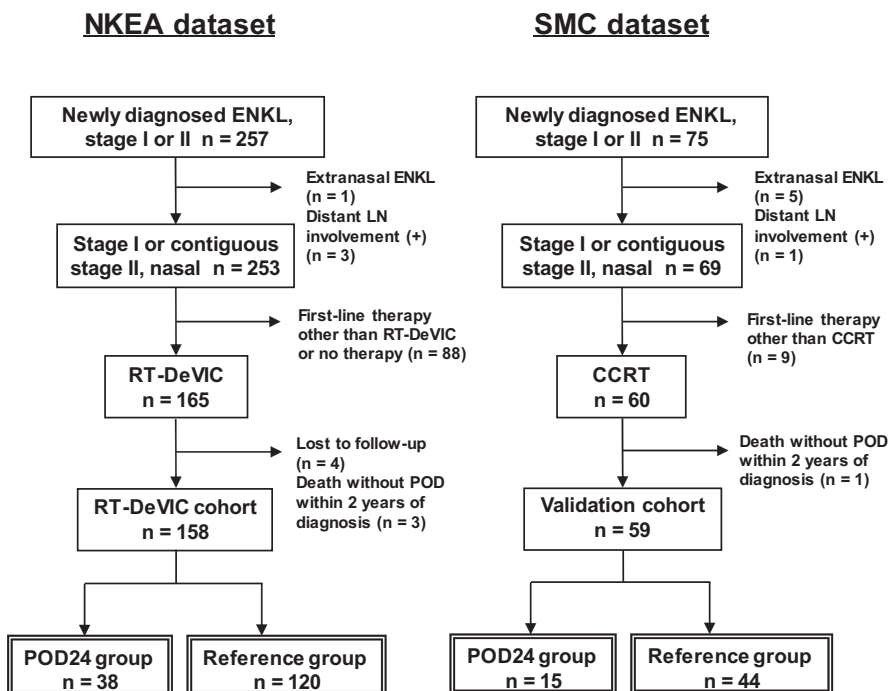 NKEA dataset
Newly diagnosed ENKL,
stage I or II n = 257
Extranasal ENKL
(n = 1)
Distant LN
involvement (+)
(n = 3)
Stage I or contiguous
stage II, nasal n = 253
First-line therapy
other than RT-DeVIC
or no therapy (n = 88)
RT-DeVIC
n = 165
Lost to follow-up
(n = 4)
Death without POD
within 2 years of
diagnosis (n = 3)
RT-DeVIC cohort
n = 158
POD24 group
n = 38
Reference group
n = 120
SMC dataset
Newly diagnosed ENKL,
stage I or II n = 75
Extranasal ENKL
(n = 5)
Distant LN
involvement (+)
(n = 1)
Stage I or contiguous
stage II, nasal n = 69
First-line therapy
other than CCRT
(n = 9)
CCRT
n = 60
Death without POD
within 2 years of
diagnosis (n = 1)
Validation cohort
n = 59
POD24 group
n = 15
Reference group
n = 44